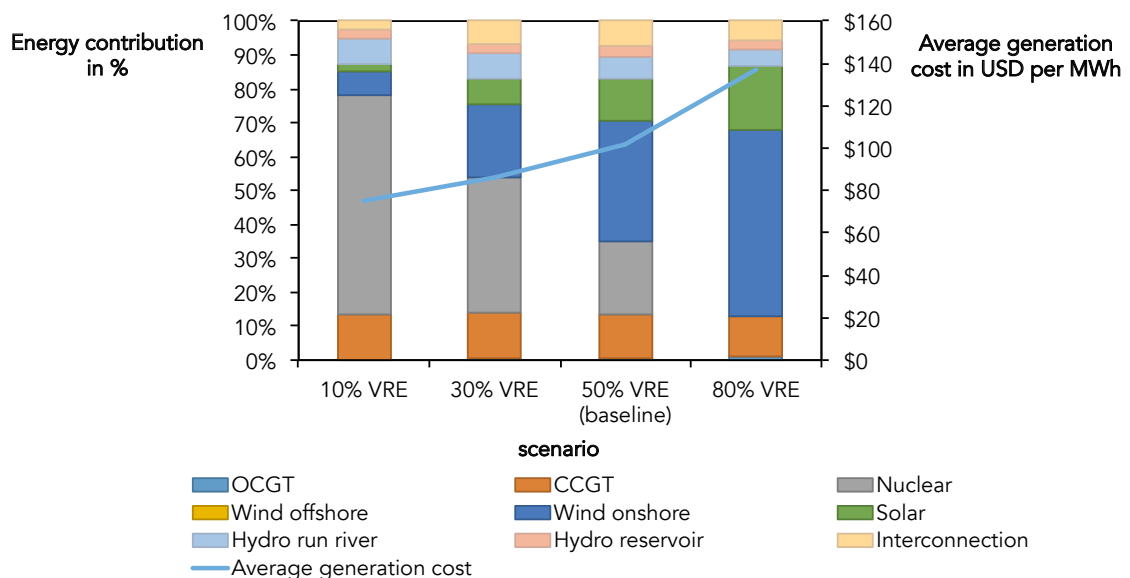 Energy contribution
in %
100%
90%
80%
70%
60%
50%
40%
30%
20%
10%
0%
Average generation
cost in USD per MWh
$160
$140
$120
$100
$80
$60
$40
$20
$0
10% VRE
30% VRE
50% VRE
(baseline)
80% VRE
scenario
OCGT
CCGT
Nuclear
Wind offshore
Wind onshore
Solar
Hydro run river
Hydro reservoir
Interconnection
Average generation cost